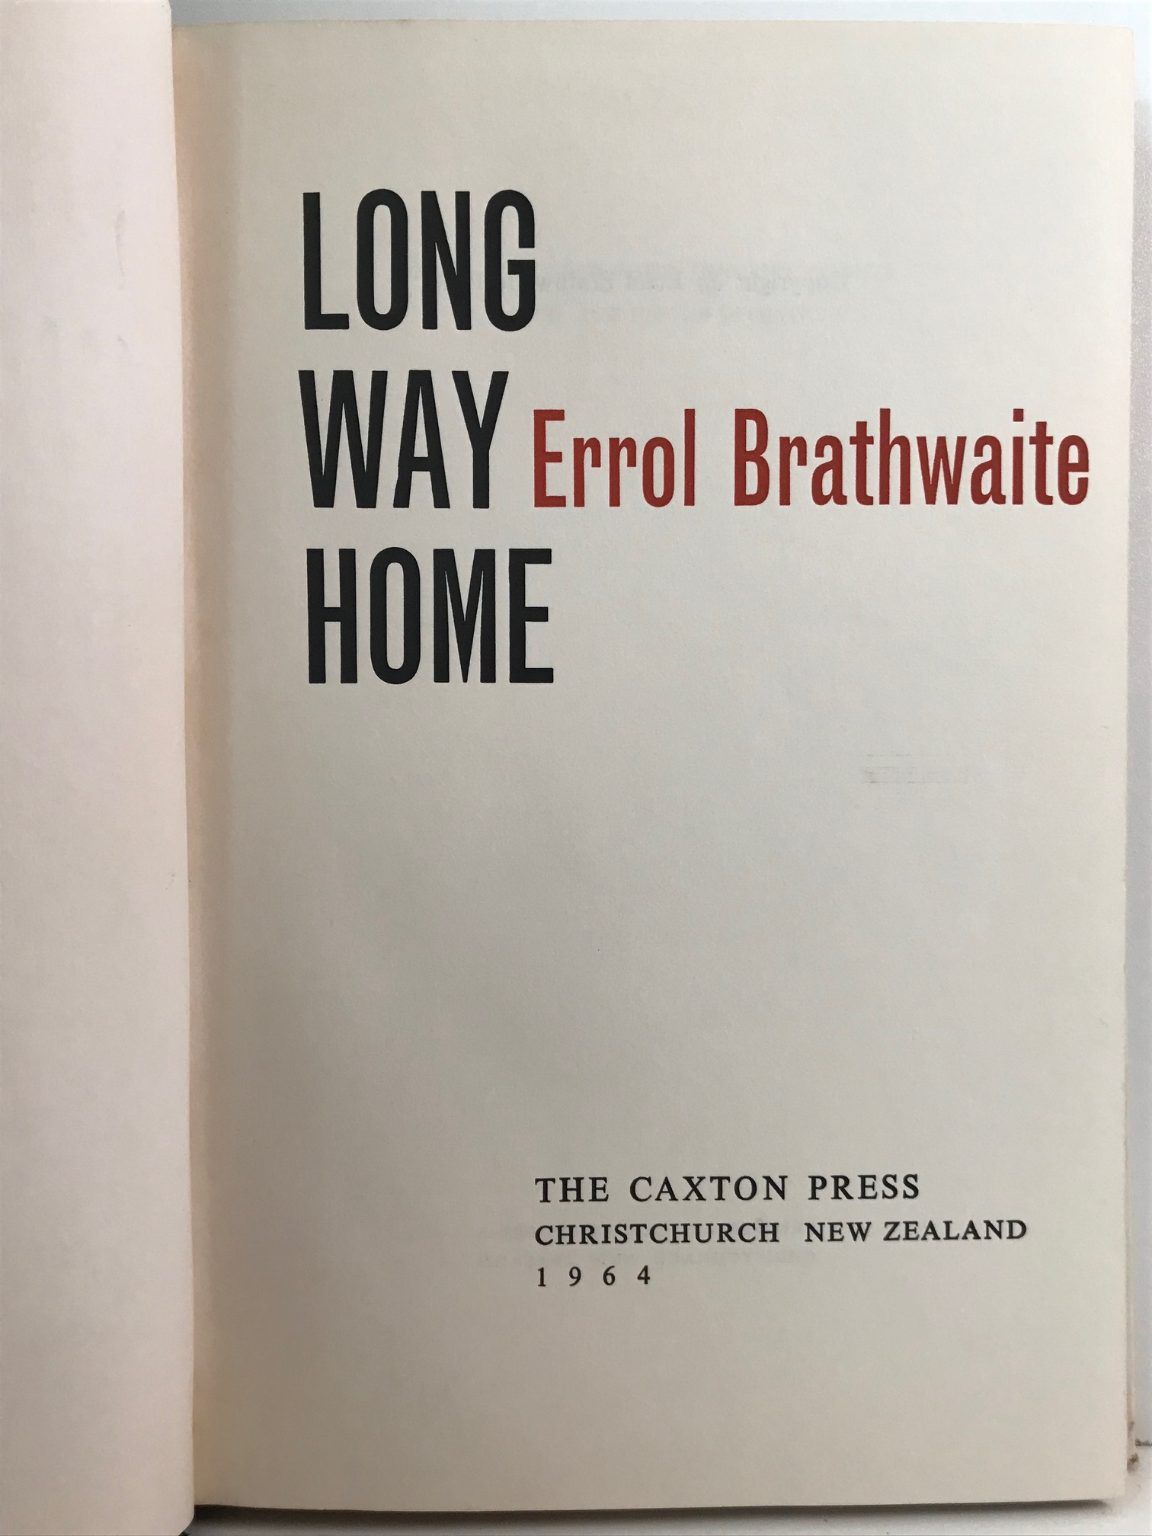 LONG
WAY Errol Brathwaite
HOME
THE CAXTON PRESS
CHRISTCHURCH NEW ZEALAND
1964